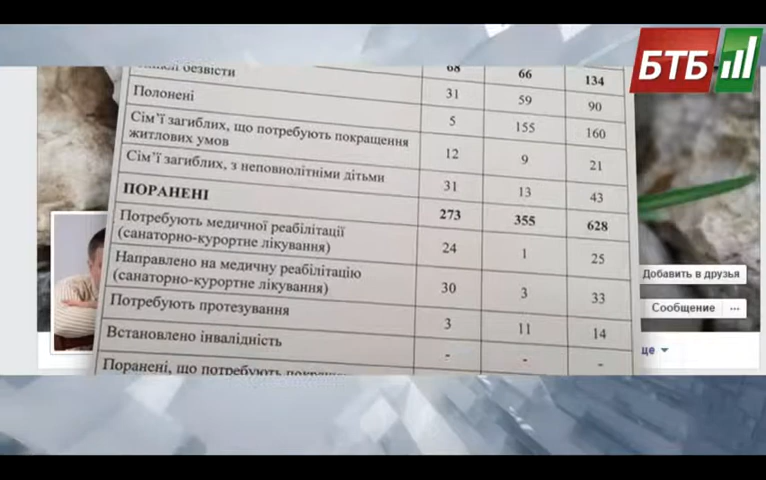 БТБ
безвісти 68 66 134
Полонені 31 59 90
Сім'ї загиблих, що потребують покращення 5 155 160
житлових умов
Сім'ї загиблих, з неповнолітніми дітьми 12 9 21
ПОРАНЕНІ 31 13 43
Потребують медичної реабілітації 273 355 628
(санаторно-курортне лікування) 24 1 25
Направлено на медичну реабілітацію
(санаторно-курортне лікування) 30 3 33
Потребують протезування 3 11 14
Встановлено інвалідність - - -
Поранені, що потребують
Добавить в друзья
Сообщение ...
ще